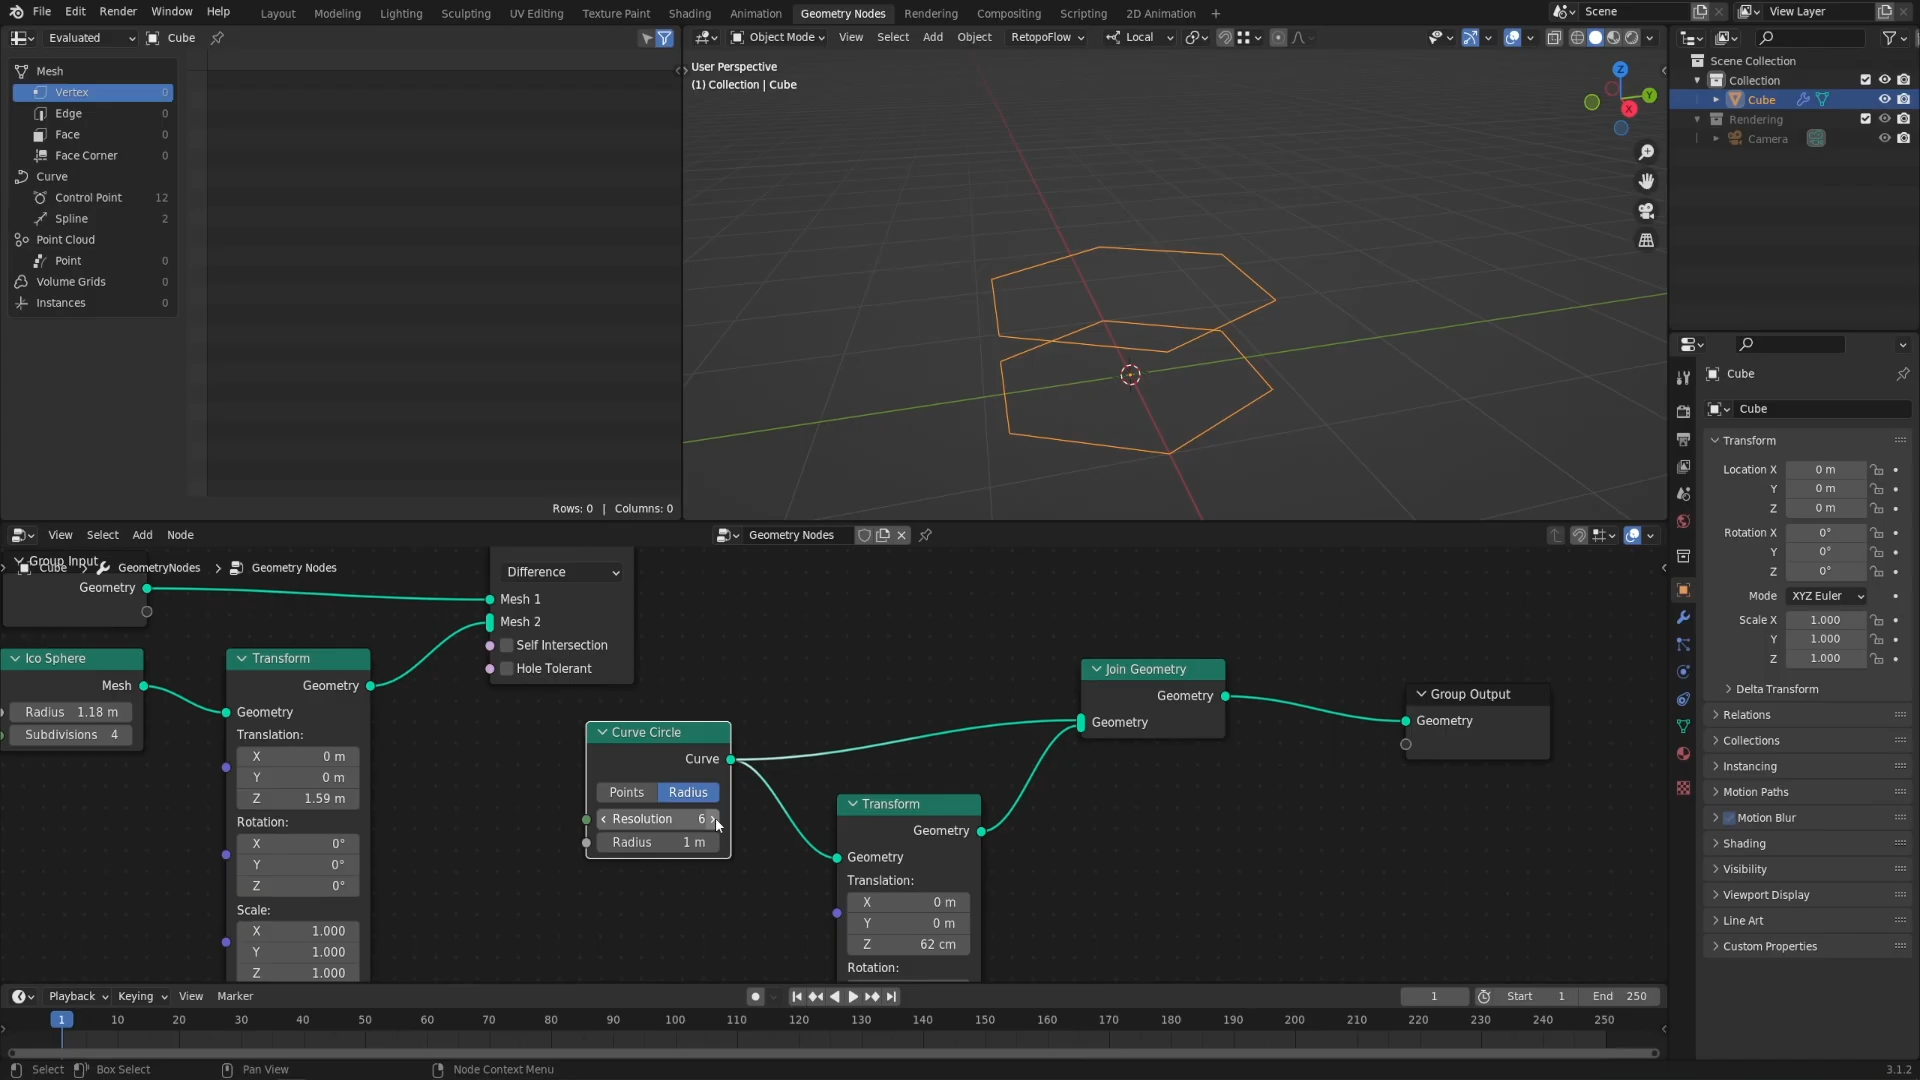 File Edit Render Window Help Layout Modeling Lighting Sculpting UV Editing Texture Paint Shading Animation Geometry Nodes Rendering Compositing Scripting 2D Animation + Scene View Layer
Evaluated Cube
Mesh
Vertex 0
Edge 0
Face 0
Face Corner 0
Curve
Control Point 12
Spline 2
Point Cloud
Point 0
Volume Grids 0
Instances 0
Rows: 0 | Columns: 0
Object Mode View Select Add Object RetopoFlow Local
User Perspective
(1) Collection | Cube
Z
Y
X
Scene Collection
Collection
Cube
Rendering
Camera
View Select Add Node Geometry Nodes
Group Input
Cube > GeometryNodes > Geometry Nodes
Geometry
Ico Sphere
Mesh
Radius 1.18 m
Subdivisions 4
Transform
Geometry
Geometry
Translation:
X 0 m
Y 0 m
Z 1.59 m
Rotation:
X 0°
Y 0°
Z 0°
Scale:
X 1.000
Y 1.000
Z 1.000
Difference
Mesh 1
Mesh 2
Self Intersection
Hole Tolerant
Curve Circle
Curve
Points Radius
Resolution 6
Radius 1 m
Transform
Geometry
Geometry
Translation:
X 0 m
Y 0 m
Z 62 cm
Rotation:
Join Geometry
Geometry
Geometry
Group Output
Geometry
Cube
Cube
Transform
Location X 0 m
Y 0 m
Z 0 m
Rotation X 0°
Y 0°
Z 0°
Mode XYZ Euler
Scale X 1.000
Y 1.000
Z 1.000
Delta Transform
Relations
Collections
Instancing
Motion Paths
Motion Blur
Shading
Visibility
Viewport Display
Line Art
Custom Properties
Playback Keying View Marker 1 Start 1 End 250
1 10 20 30 40 50 60 70 80 90 100 110 120 130 140 150 160 170 180 190 200 210 220 230 240 250
Select Box Select Pan View Node Context Menu 3.1.2